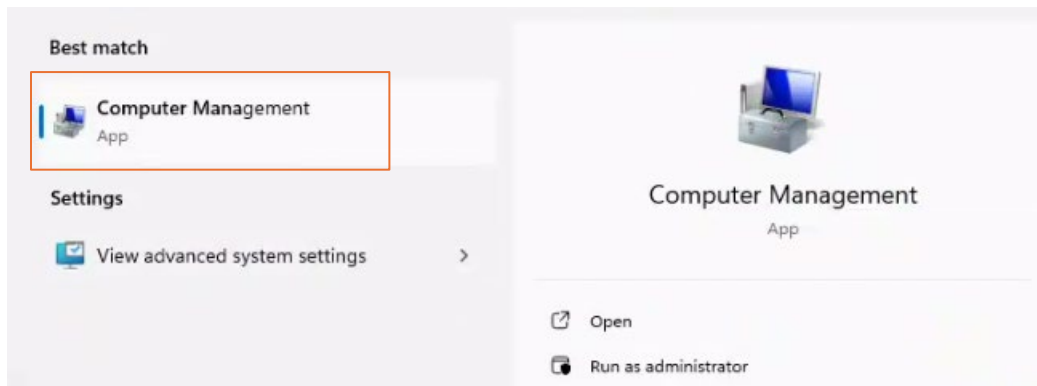 Best match
Computer Management
App
Settings
View advanced system settings
Computer Management
App
Open
Run as administrator